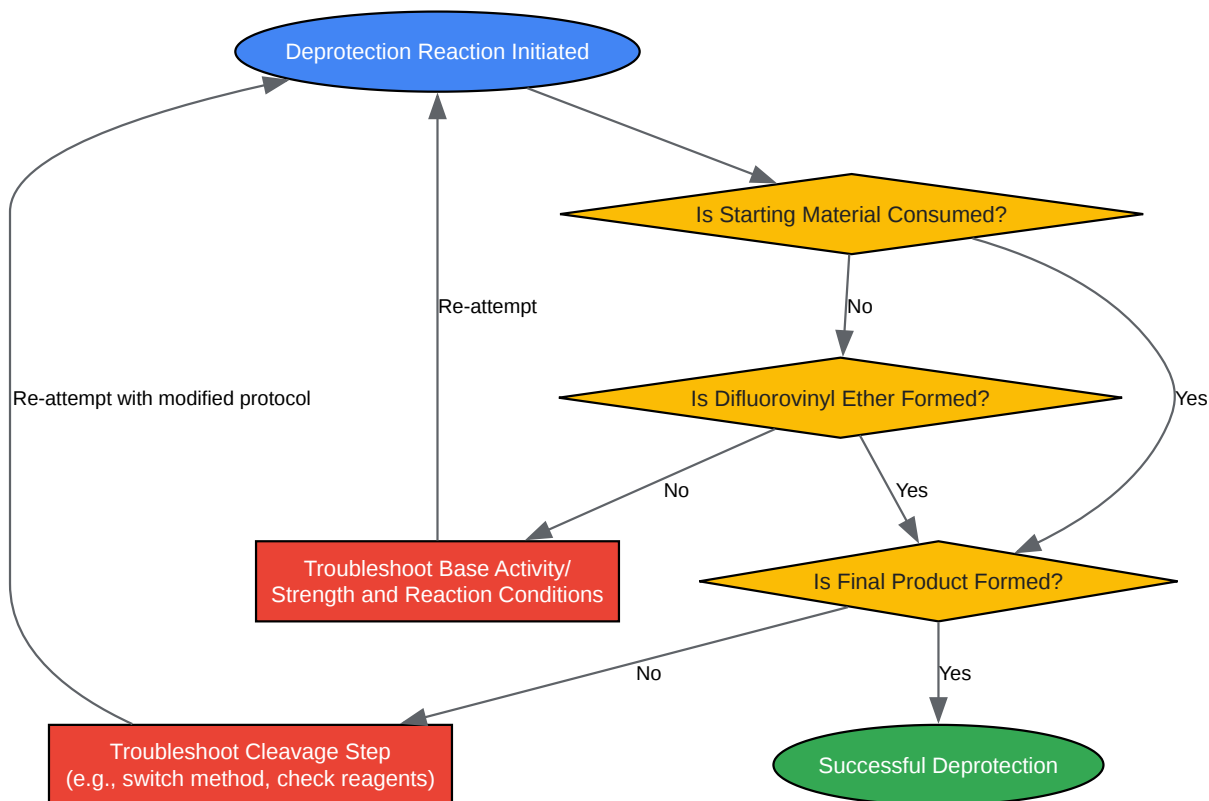 Deprotection Reaction Initiated
Is Starting Material Consumed?
Re-attempt
No
Re-attempt with modified protocol
Is Difluorovinyl Ether Formed?
Yes
No
Yes
Troubleshoot Base Activity/
Strength and Reaction Conditions
Is Final Product Formed?
No
Yes
Troubleshoot Cleavage Step
(e.g., switch method, check reagents)
Successful Deprotection